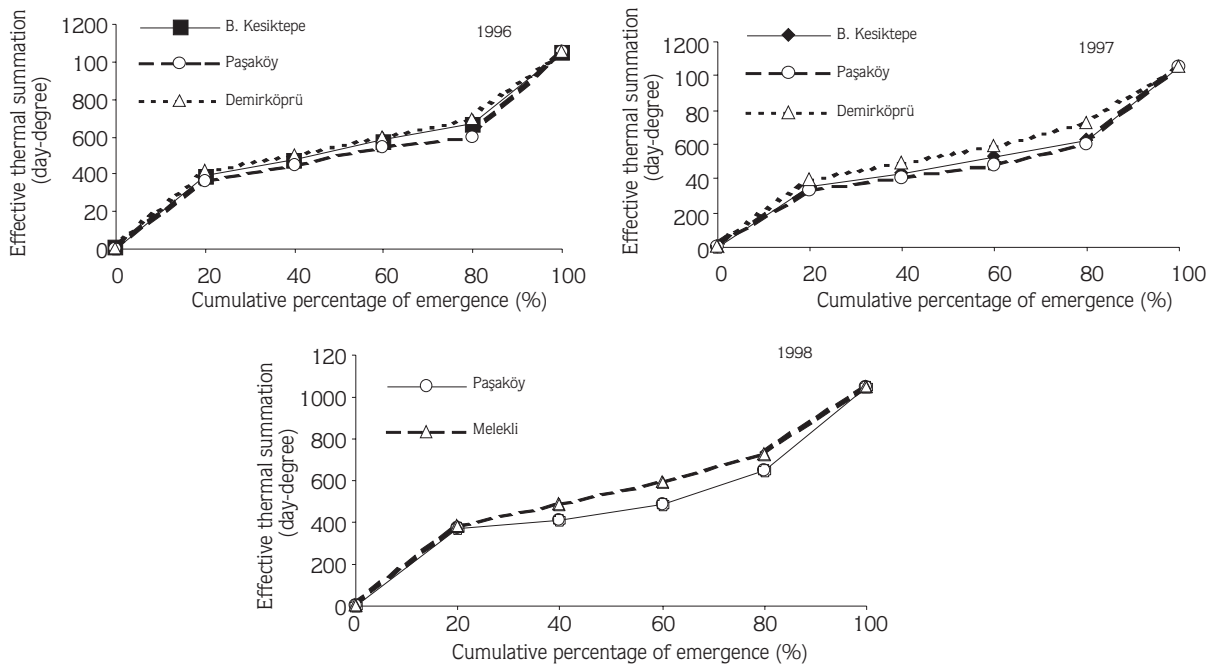 Effective thermal summation
(day-degree)
1200
100
800
600
400
20
0
B. Kesiktepe
Paşaköy
Demirköprü
1996
0 20 40 60 80 100
Cumulative percentage of emergence (%)
Effective thermal summation
(day-degree)
1200
100
80
600
40
200
0
B. Kesiktepe
Paşaköy
Demirköprü
1997
0 20 40 60 80 100
Cumulative percentage of emergence (%)
Effective thermal summation
(day-degree)
120
1000
800
600
400
200
0
Paşaköy
Melekli
1998
0 20 40 60 80 100
Cumulative percentage of emergence (%)